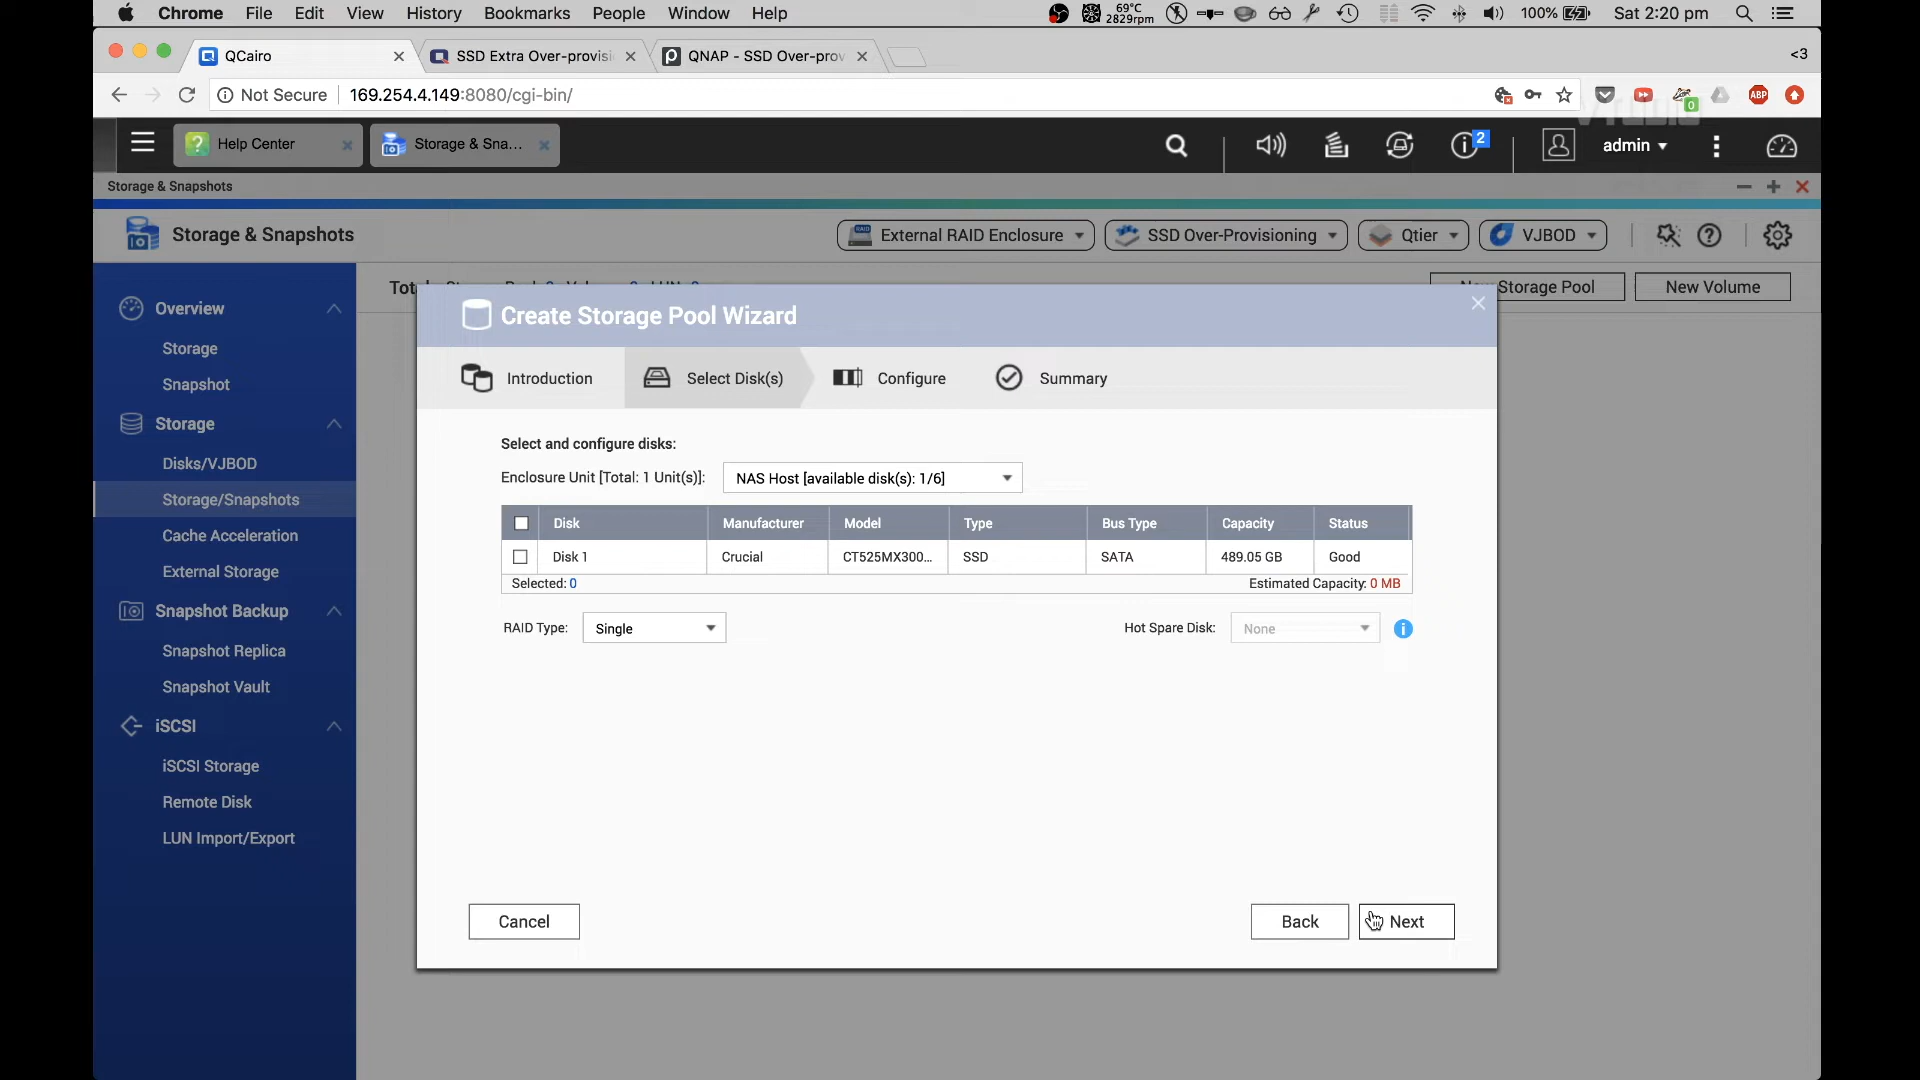 Chrome File Edit View History Bookmarks People Window Help
69°C
2829rpm
100%
Sat 2:20 pm
QCairo
SSD Extra Over-provisi
QNAP - SSD Over-prov
<3
Not Secure
169.254.4.149:8080/cgi-bin/
ABP
0
Help Center
Storage & Sna...
2
admin
Storage & Snapshots
Storage & Snapshots
External RAID Enclosure
SSD Over-Provisioning
Qtier
VJBOD
Overview
Storage
Snapshot
Storage
Disks/VJBOD
Storage/Snapshots
Cache Acceleration
External Storage
Snapshot Backup
Snapshot Replica
Snapshot Vault
iSCSI
iSCSI Storage
Remote Disk
LUN Import/Export
Storage Pool
New Volume
Create Storage Pool Wizard
Introduction
Select Disk(s)
Configure
Summary
Select and configure disks:
Enclosure Unit [Total: 1 Unit(s)]:
NAS Host [available disk(s): 1/6]
Disk Manufacturer Model Type Bus Type Capacity Status
Disk 1 Crucial CT525MX300... SSD SATA 489.05 GB Good
Selected: 0
Estimated Capacity: 0 MB
RAID Type: Single
Hot Spare Disk: None
Cancel
Back
Next